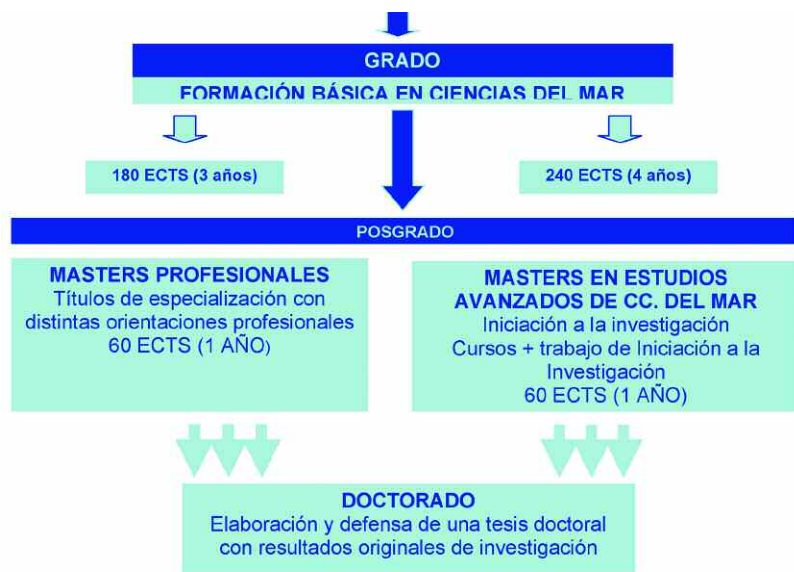 GRADO
FORMACIÓN BÁSICA EN CIENCIAS DEL MAR
180 ECTS (3 años)
240 ECTS (4 años)
POSGRADO
MASTERS PROFESIONALES
Títulos de especialización con
distintas orientaciones profesionales
60 ECTS (1 AÑO)
MASTERS EN ESTUDIOS
AVANZADOS DE CC. DEL MAR
Iniciación a la investigación
Cursos + trabajo de Iniciación a la
Investigación
60 ECTS (1 AÑO)
DOCTORADO
Elaboración y defensa de una tesis doctoral
con resultados originales de investigación